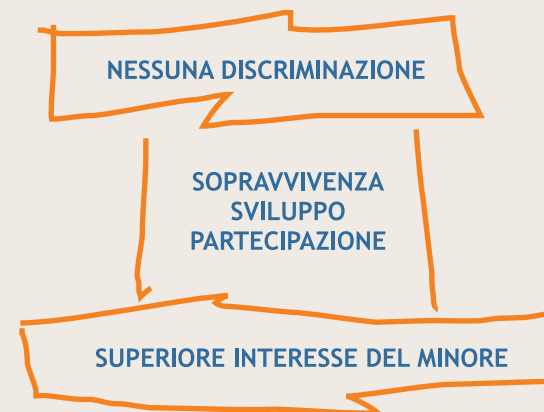 NESSUNA DISCRIMINAZIONE
SOPRAVVIVENZA
SVILUPPO
PARTECIPAZIONE
SUPERIORE INTERESSE DEL MINORE